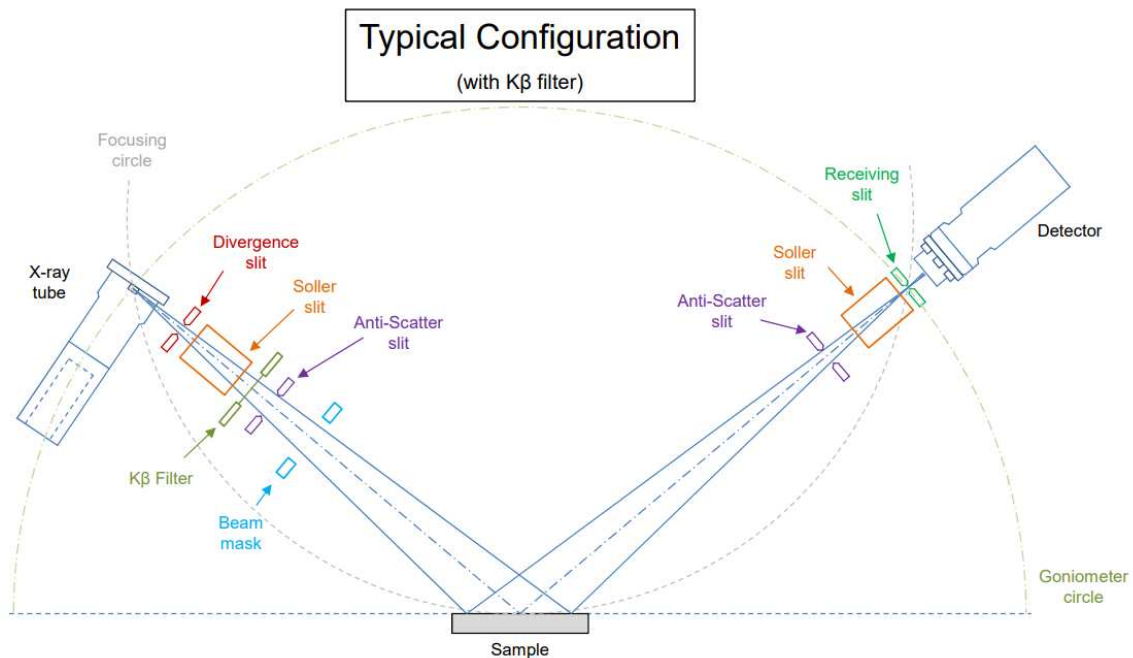 Typical Configuration
(with Kβ filter)
Focusing
circle
Receiving
slit
Detector
Divergence
slit
X-ray
tube
Soller
slit
Soller
slit
Anti-Scatter
slit
Anti-Scatter
slit
Kβ Filter
Beam
mask
Goniometer
circle
Sample